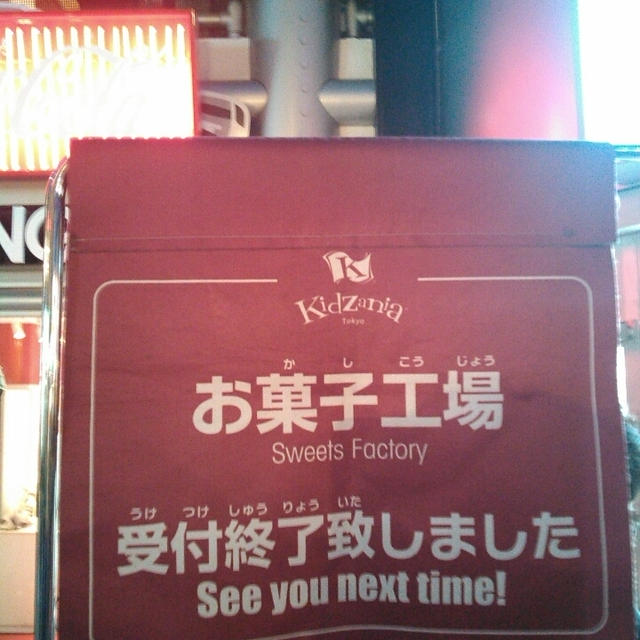 NG
K
KidZania
Tokyo
か し こう じょう
お菓子工場
Sweets Factory
うけ つけ しゅう りょう いた
受付終了致しました
See you next time!